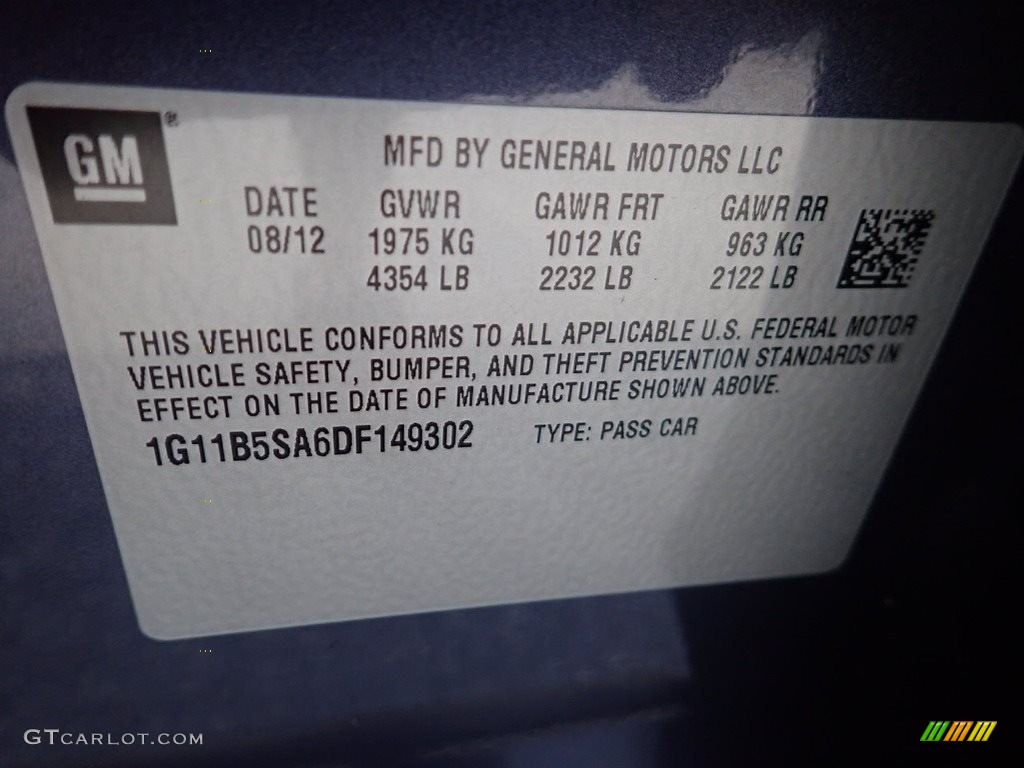 GM®
MFD BY GENERAL MOTORS LLC
DATE GVWR GAWR FRT GAWR RR
08/12 1975 KG 1012 KG 963 KG
4354 LB 2232 LB 2122 LB
THIS VEHICLE CONFORMS TO ALL APPLICABLE U.S. FEDERAL MOTOR
VEHICLE SAFETY, BUMPER, AND THEFT PREVENTION STANDARDS IN
EFFECT ON THE DATE OF MANUFACTURE SHOWN ABOVE.
1G11B5SA6DF149302 TYPE: PASS CAR
GTCARLOT.COM